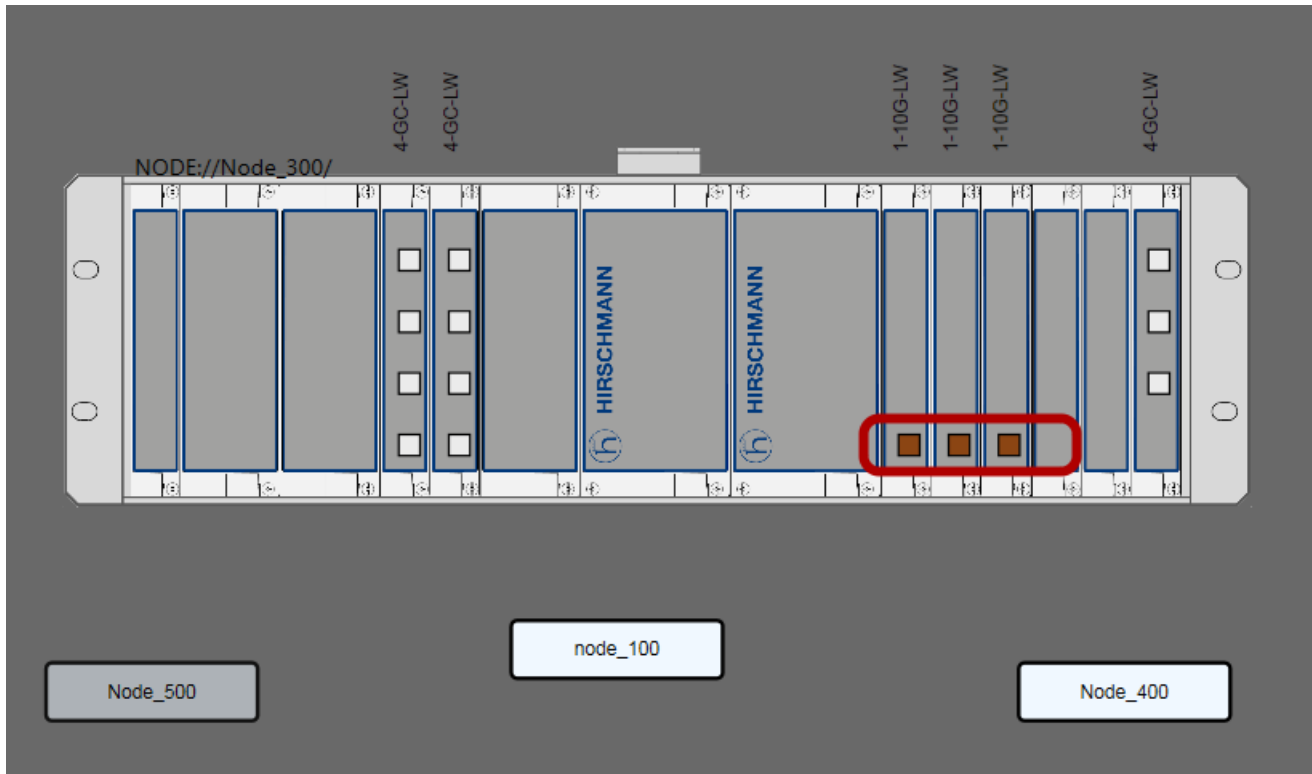 4-GC-LW
4-GC-LW
1-10G-LW
1-10G-LW
1-10G-LW
4-GC-LW
NODE://Node_300/
HIRSCHMANN
HIRSCHMANN
node_100
Node_500
Node_400